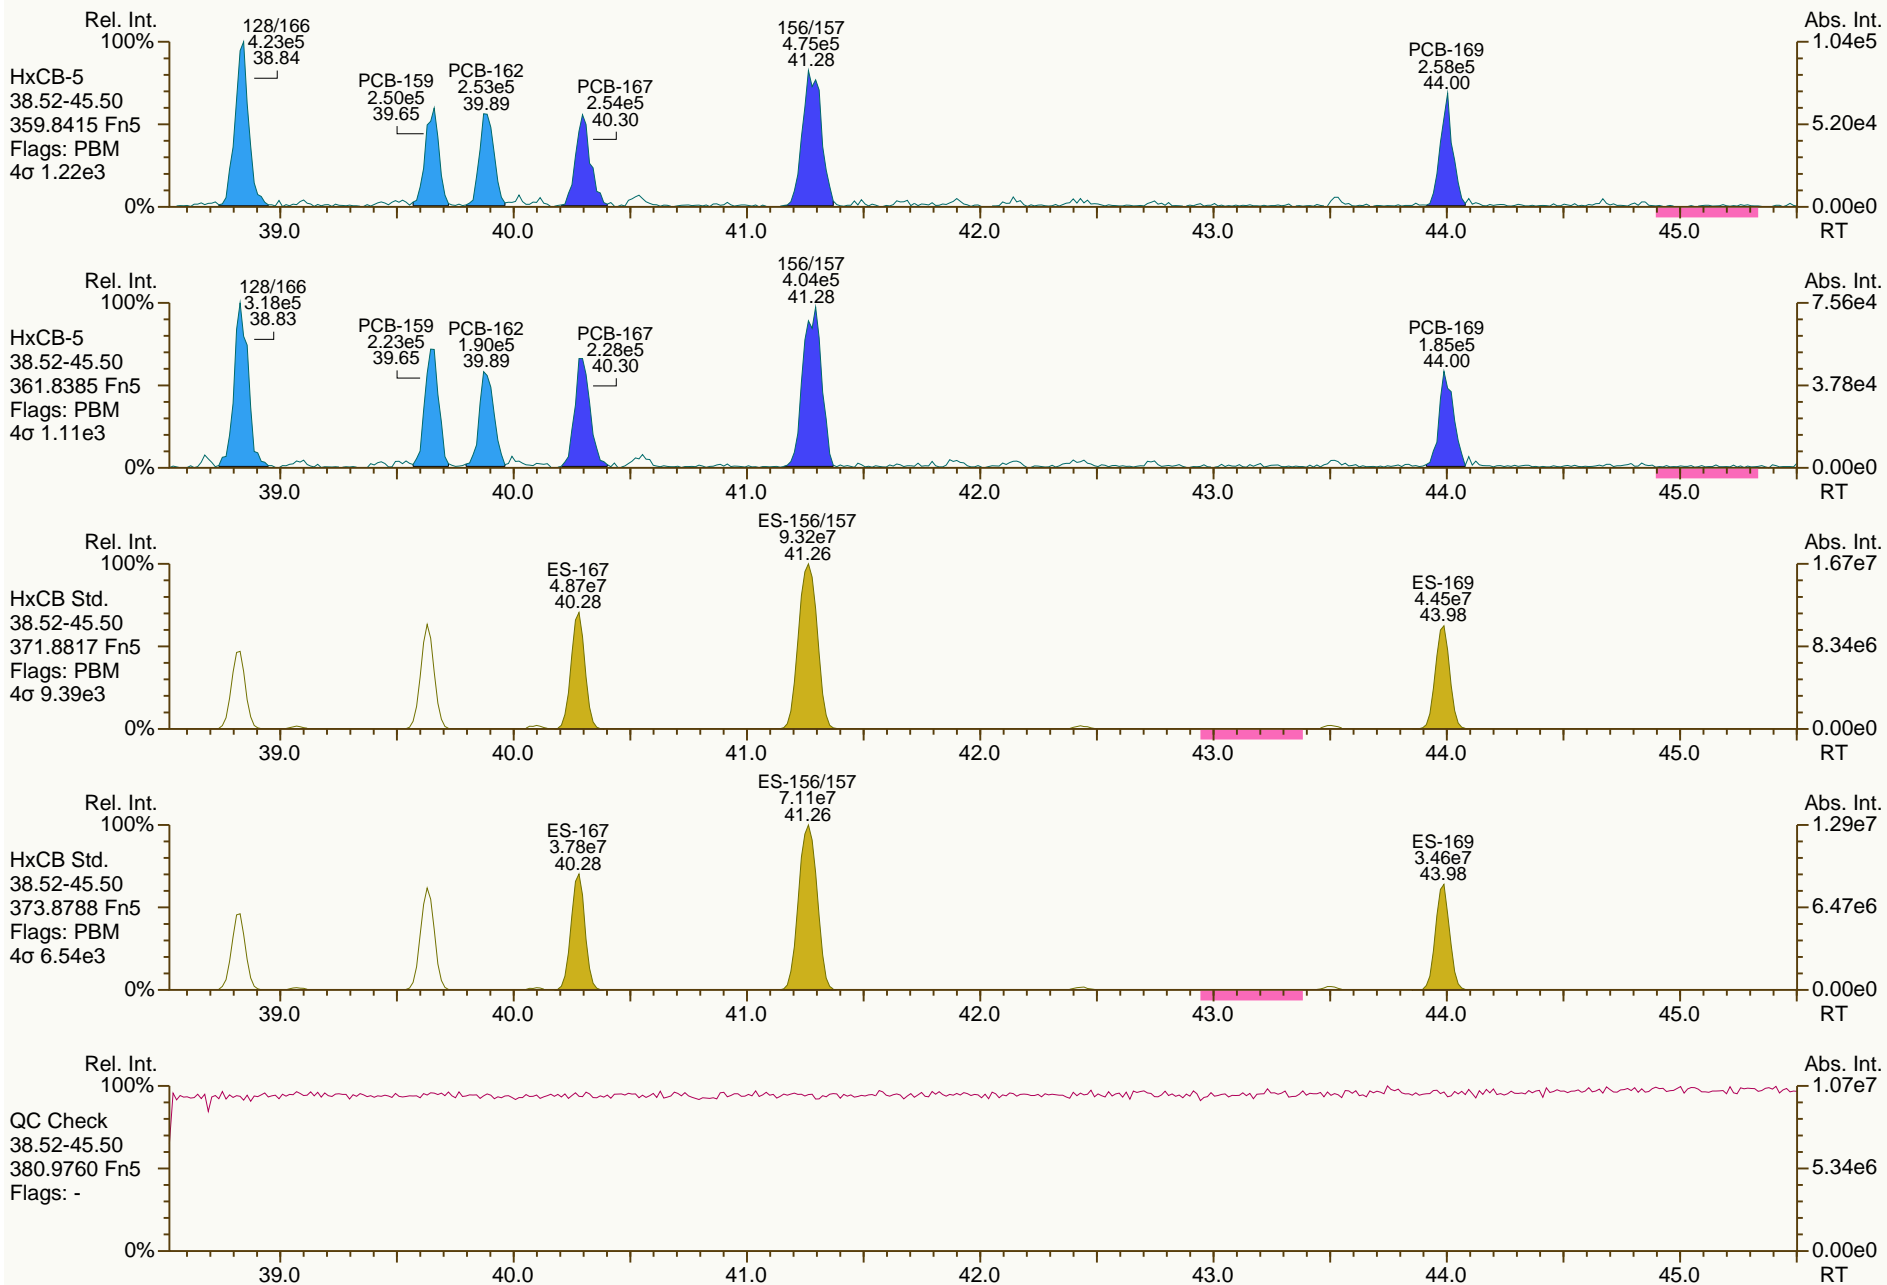 Rel. Int.
Abs. Int.
100%
0%
HxCB-5
38.52-45.50
359.8415 Fn5
Flags: PBM
4σ 1.22e3
128/166
4.23e5
38.84
PCB-159
2.50e5
39.65
PCB-162
2.53e5
39.89
PCB-167
2.54e5
40.30
156/157
4.75e5
41.28
PCB-169
2.58e5
44.00
1.04e5
5.20e4
0.00e0
39.0 40.0 41.0 42.0 43.0 44.0 45.0 RT
Rel. Int.
Abs. Int.
100%
0%
HxCB-5
38.52-45.50
361.8385 Fn5
Flags: PBM
4σ 1.11e3
128/166
3.18e5
38.83
PCB-159
2.23e5
39.65
PCB-162
1.90e5
39.89
PCB-167
2.28e5
40.30
156/157
4.04e5
41.28
PCB-169
1.85e5
44.00
7.56e4
3.78e4
0.00e0
39.0 40.0 41.0 42.0 43.0 44.0 45.0 RT
Rel. Int.
Abs. Int.
100%
0%
HxCB Std.
38.52-45.50
371.8817 Fn5
Flags: PBM
4σ 9.39e3
ES-167
4.87e7
40.28
ES-156/157
9.32e7
41.26
ES-169
4.45e7
43.98
1.67e7
8.34e6
0.00e0
39.0 40.0 41.0 42.0 43.0 44.0 45.0 RT
Rel. Int.
Abs. Int.
100%
0%
HxCB Std.
38.52-45.50
373.8788 Fn5
Flags: PBM
4σ 6.54e3
ES-167
3.78e7
40.28
ES-156/157
7.11e7
41.26
ES-169
3.46e7
43.98
1.29e7
6.47e6
0.00e0
39.0 40.0 41.0 42.0 43.0 44.0 45.0 RT
Rel. Int.
Abs. Int.
100%
0%
QC Check
38.52-45.50
380.9760 Fn5
Flags: -
1.07e7
5.34e6
0.00e0
39.0 40.0 41.0 42.0 43.0 44.0 45.0 RT